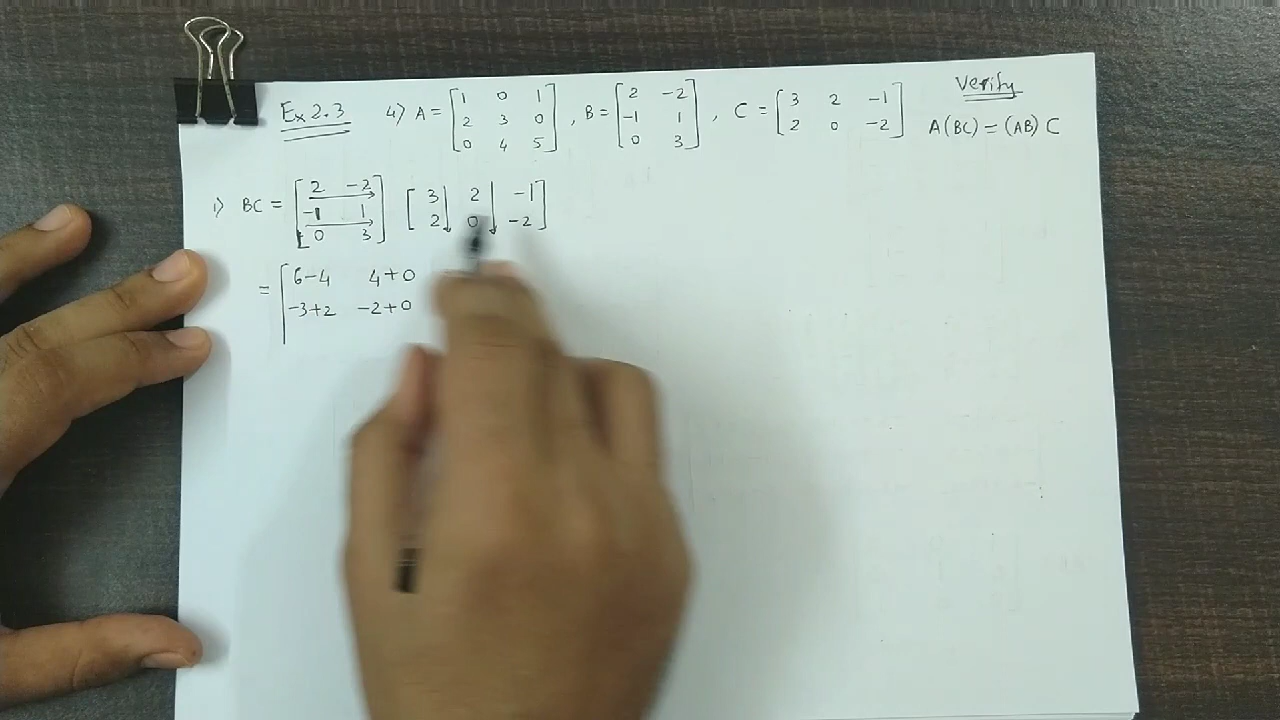 Ex 2.3 4) A = [1 0 1; 2 3 0; 0 4 5], B = [2 -2; -1 1; 0 3], C = [3 2 -1; 2 0 -2] Verify
A(BC) = (AB) C
1) BC = [2 -2; -1 1; 0 3] [3 2 -1; 2 0 -2]
= [6-4 4+0
-3+2 -2+0